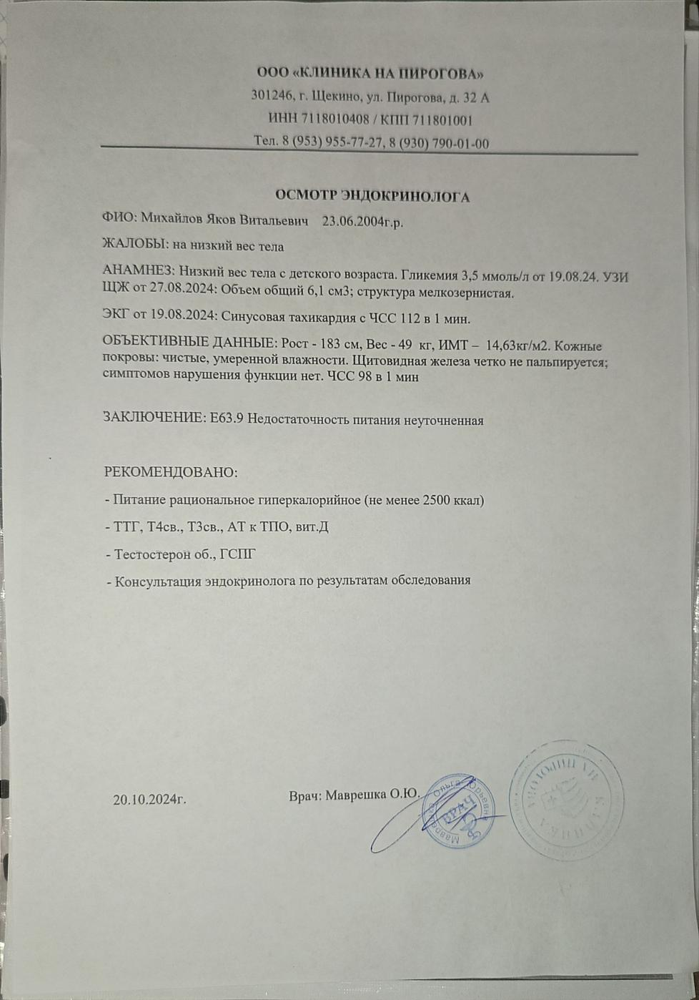 ООО «КЛИНИКА НА ПИРОГОВА»
301246, г. Щекино, ул. Пирогова, д. 32 А
ИНН 7118010408 / КПП 711801001
Тел. 8 (953) 955-77-27, 8 (930) 790-01-00
ОСМОТР ЭНДОКРИНОЛОГА
ФИО: Михайлов Яков Витальевич 23.06.2004г.р.
ЖАЛОБЫ: на низкий вес тела
АНАМНЕЗ: Низкий вес тела с детского возраста. Гликемия 3,5 ммоль/л от 19.08.24. УЗИ
ЩЖ от 27.08.2024: Объем общий 6,1 см3; структура мелкозернистая.
ЭКГ от 19.08.2024: Синусовая тахикардия с ЧСС 112 в 1 мин.
ОБЪЕКТИВНЫЕ ДАННЫЕ: Рост - 183 см, Вес - 49 кг, ИМТ – 14,63кг/м2. Кожные
покровы: чистые, умеренной влажности. Щитовидная железа четко не пальпируется;
симптомов нарушения функции нет. ЧСС 98 в 1 мин
ЗАКЛЮЧЕНИЕ: Е63.9 Недостаточность питания неуточненная
РЕКОМЕНДОВАНО:
- Питание рациональное гиперкалорийное (не менее 2500 ккал)
- ТТГ, Т4св., Т3св., АТ к ТПО, вит.Д
- Тестостерон об., ГСПГ
- Консультация эндокринолога по результатам обследования
20.10.2024г.
Врач: Маврешка О.Ю.
Ольга Юрьевна
ВРАЧ
КЛИНИКА